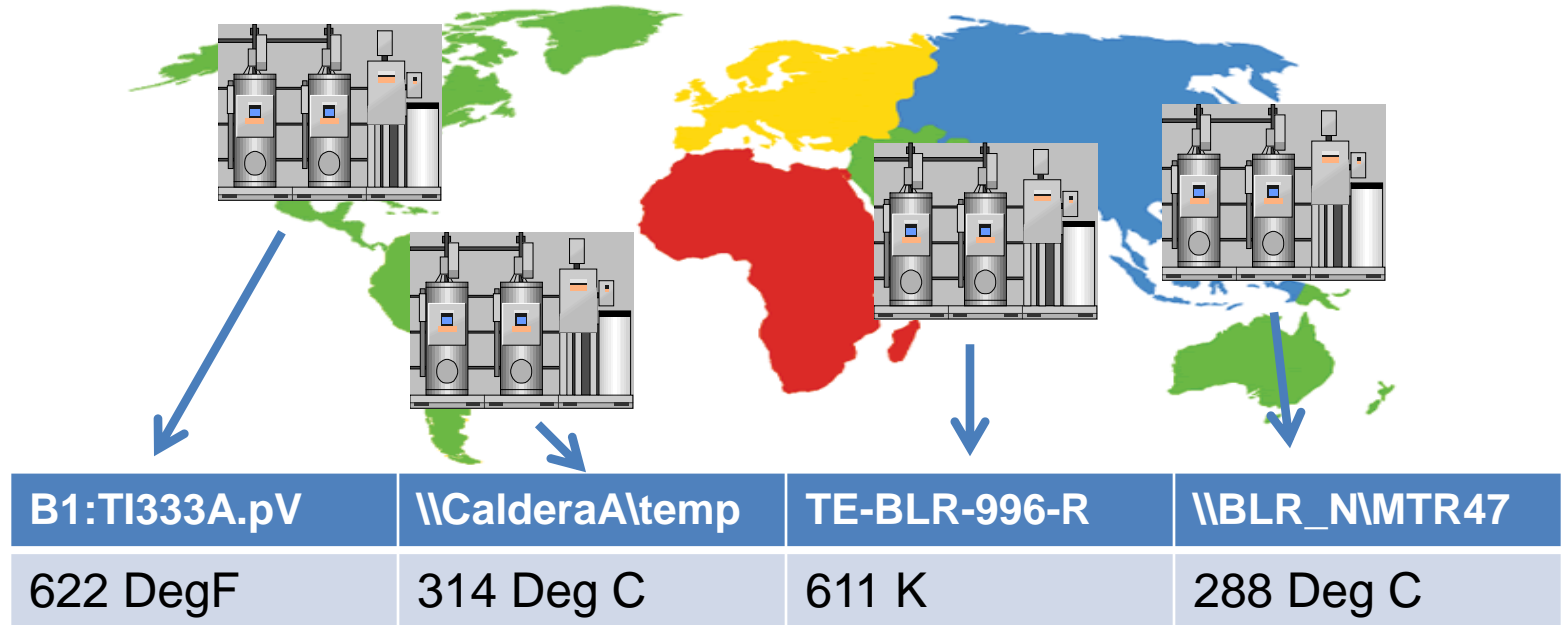 B1:TI333A.pV \\CalderaA\temp TE-BLR-996-R \\BLR_N\MTR47
622 DegF 314 Deg C 611 K 288 Deg C